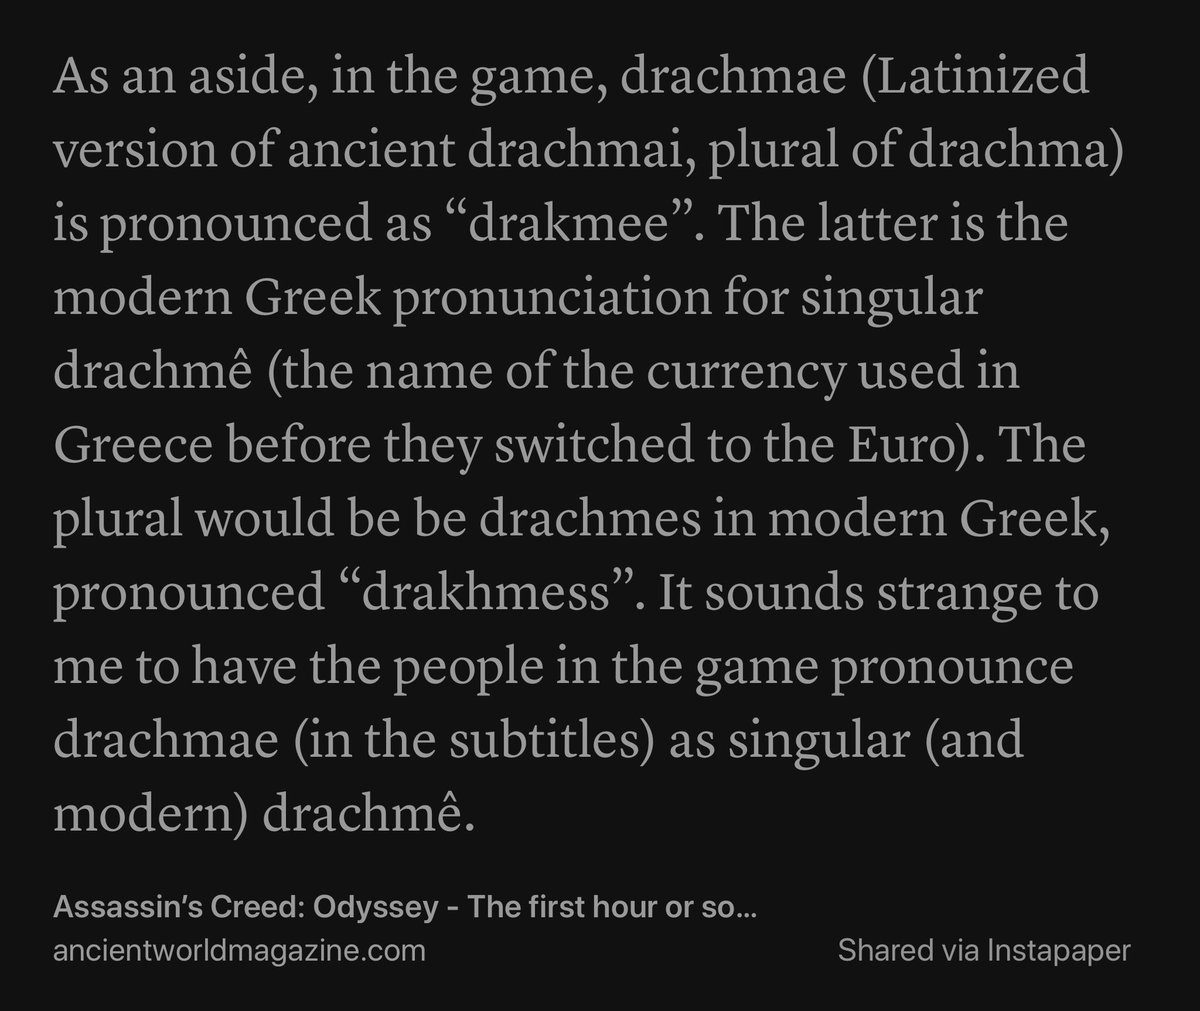 As an aside, in the game, drachmae (Latinized
version of ancient drachmai, plural of drachma)
is pronounced as “drakmee”. The latter is the
modern Greek pronunciation for singular
drachmê (the name of the currency used in
Greece before they switched to the Euro). The
plural would be be drachmes in modern Greek,
pronounced “drakhmess”. It sounds strange to
me to have the people in the game pronounce
drachmae (in the subtitles) as singular (and
modern) drachmê.
Assassin’s Creed: Odyssey - The first hour or so...
ancientworldmagazine.com
Shared via Instapaper